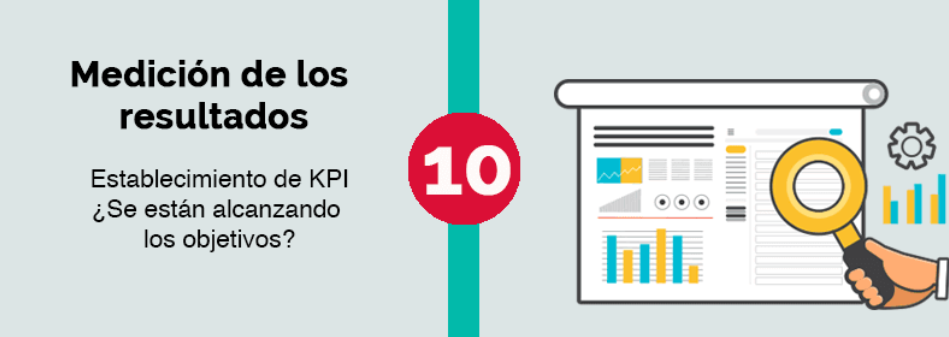 Medición de los
resultados
Establecimiento de KPI
¿Se están alcanzando
los objetivos?
10